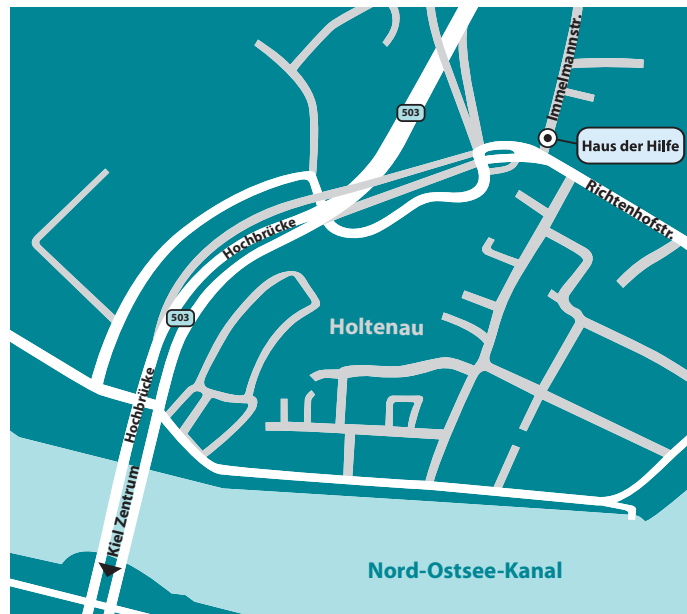 Immelmannstr.
503
Haus der Hilfe
Richtenhofstr.
Hochbrücke
503
Holtenau
Hochbrücke
Kiel Zentrum
Nord-Ostsee-Kanal